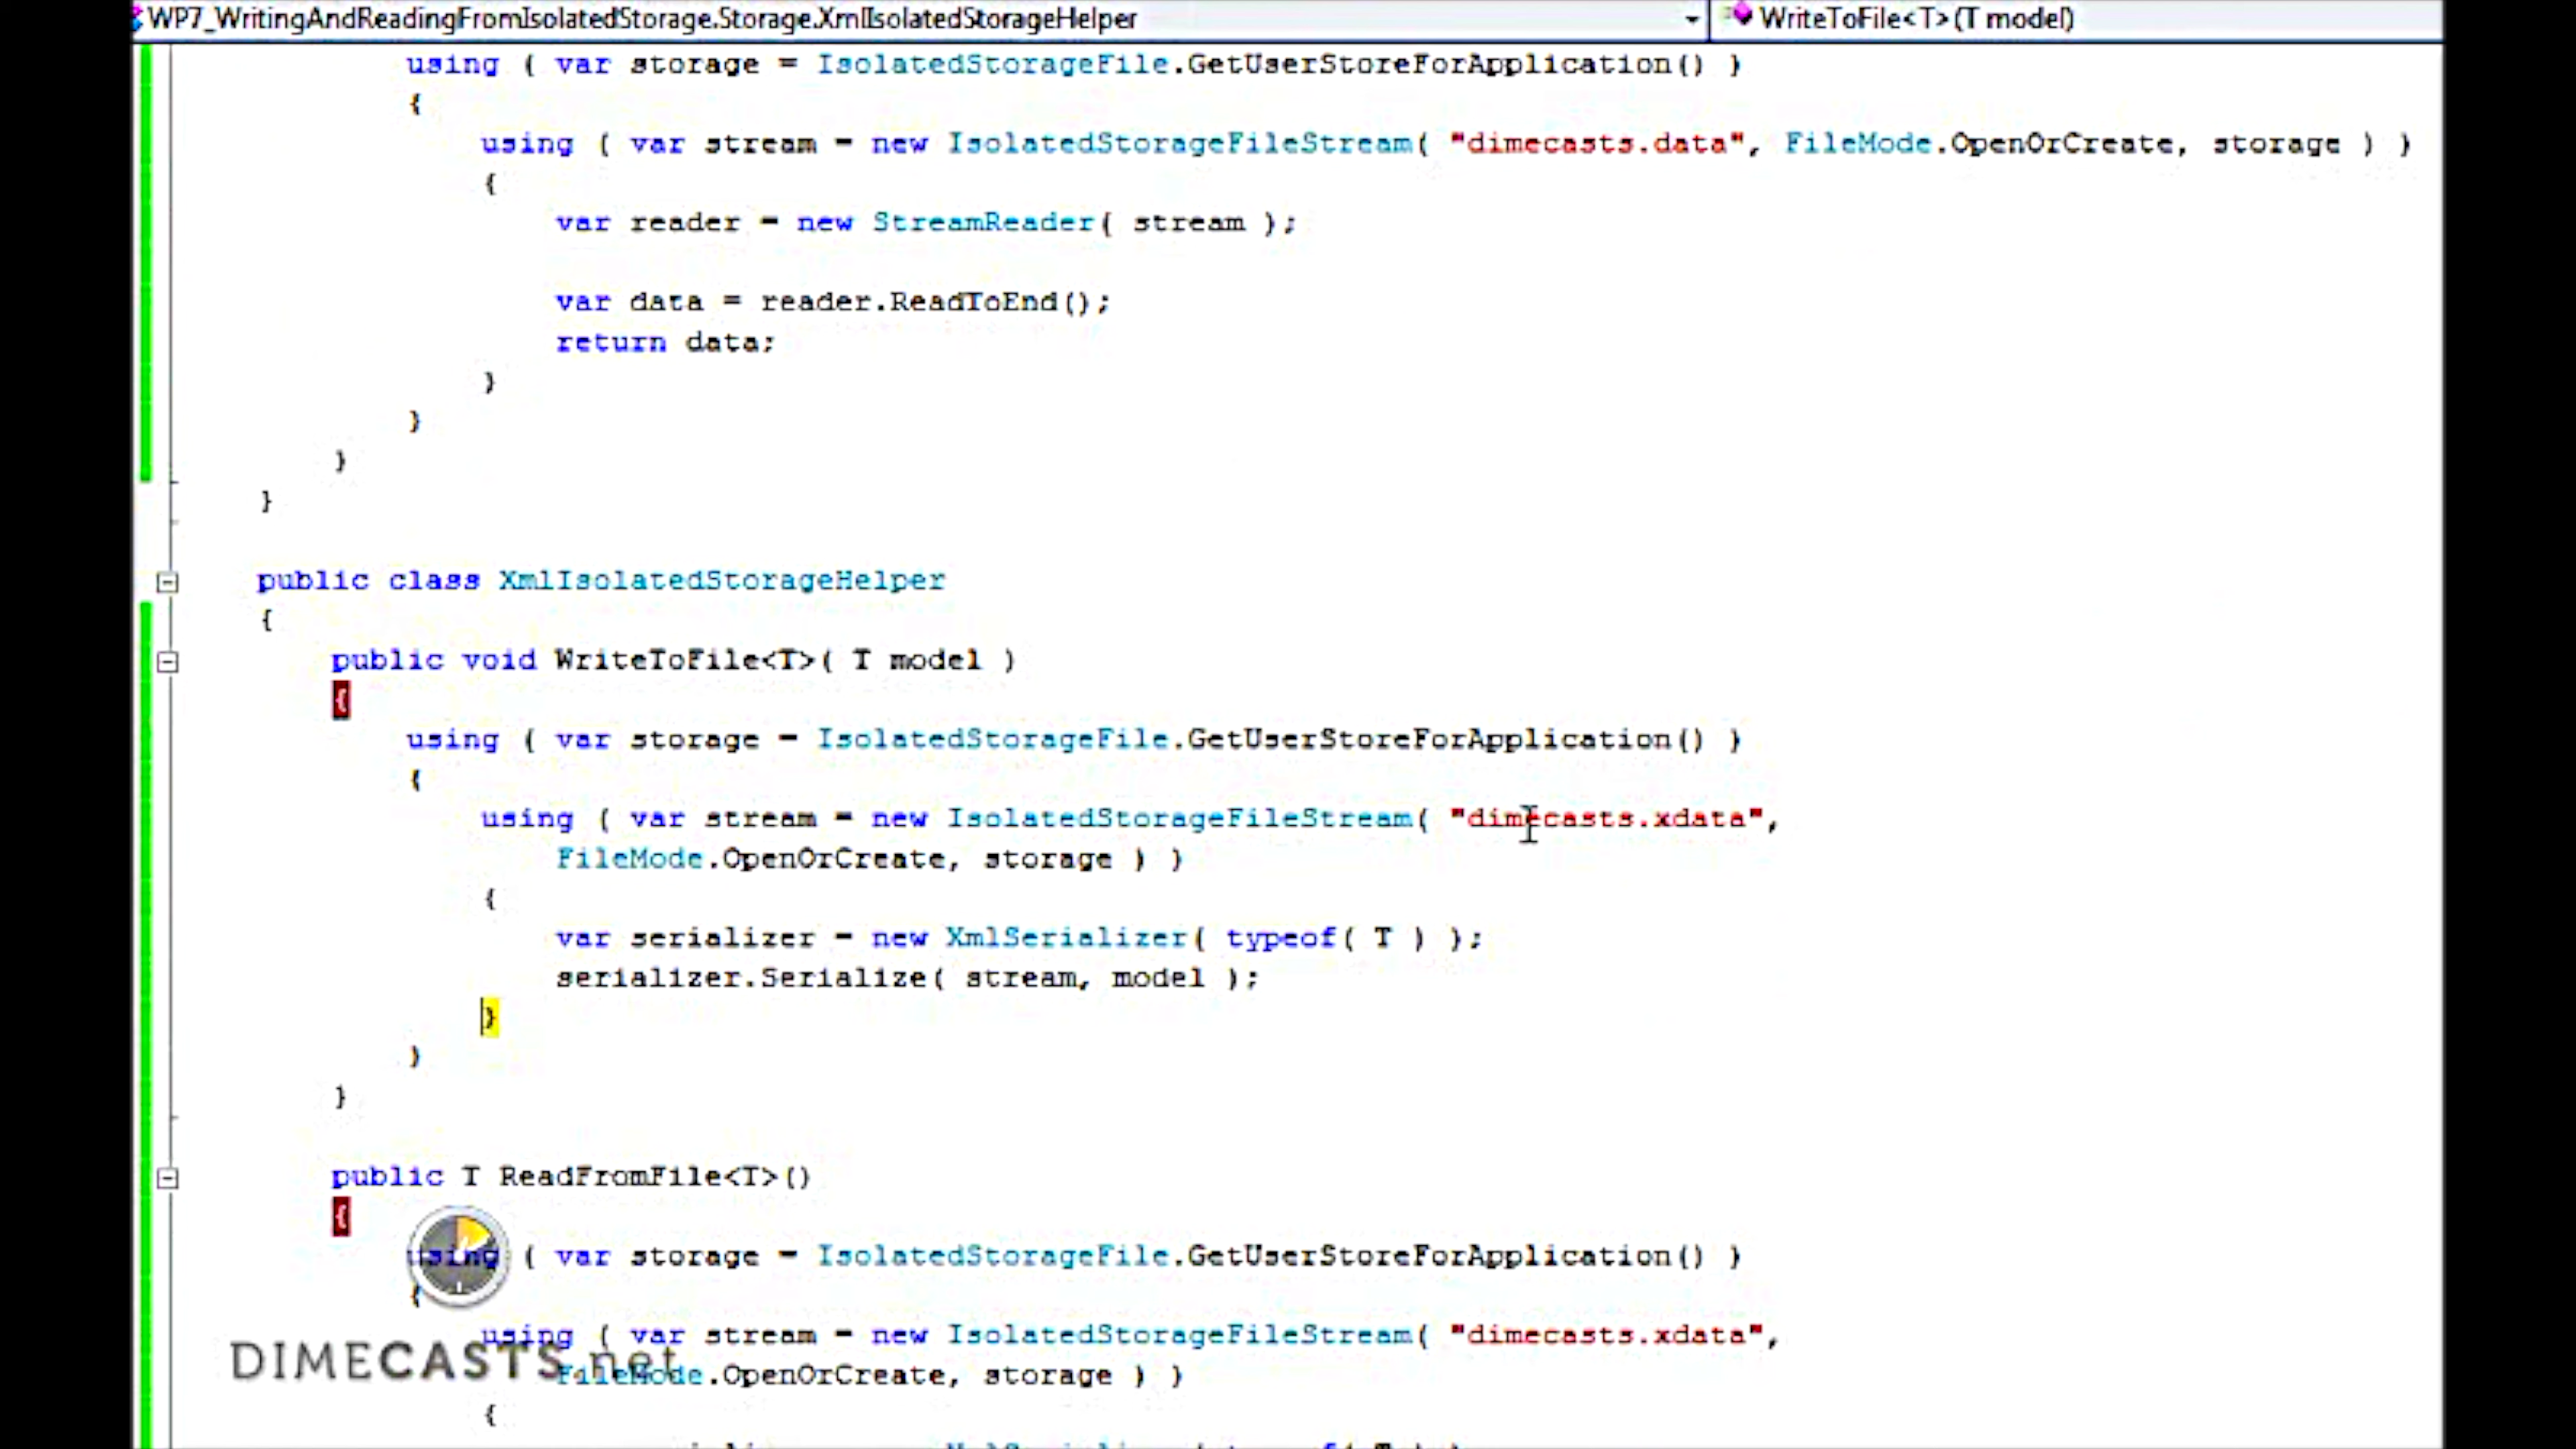 WP7_WritingAndReadingFromIsolatedStorage.Storage.XmlIsolatedStorageHelper
WriteToFile<T>(T model)
using ( var storage = IsolatedStorageFile.GetUserStoreForApplication() )
{
using ( var stream = new IsolatedStorageFileStream( "dimecasts.data", FileMode.OpenOrCreate, storage ) )
{
var reader = new StreamReader( stream );
var data = reader.ReadToEnd();
return data;
}
}
}
}
public class XmlIsolatedStorageHelper
{
public void WriteToFile<T>( T model )
{
using ( var storage = IsolatedStorageFile.GetUserStoreForApplication() )
{
using ( var stream = new IsolatedStorageFileStream( "dimecasts.xdata",
FileMode.OpenOrCreate, storage ) )
{
var serializer = new XmlSerializer( typeof( T ) );
serializer.Serialize( stream, model );
}
}
}
public T ReadFromFile<T>()
{
using ( var storage = IsolatedStorageFile.GetUserStoreForApplication() )
{
using ( var stream = new IsolatedStorageFileStream( "dimecasts.xdata",
FileMode.OpenOrCreate, storage ) )
{
DIMECASTS.net